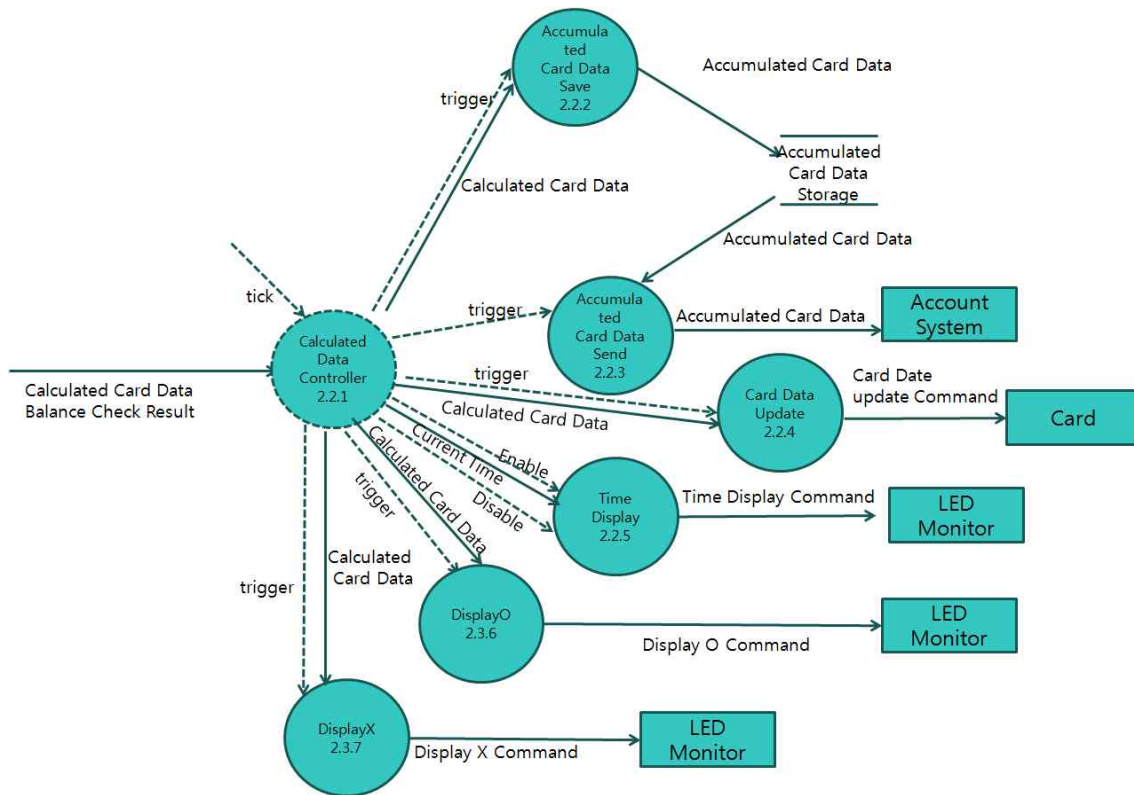 Accumula
ted
Card Data
Save
2.2.2
Accumulated Card Data
trigger
Calculated Card Data
Accumulated
Card Data
Storage
Accumulated Card Data
tick
trigger
Accumula
ted
Card Data
Send
2.2.3
Accumulated Card Data
Account
System
Calculated
Data
Controller
2.2.1
Calculated Card Data
Balance Check Result
trigger
Calculated Card Data
Card Data
Update
2.2.4
Card Date
update Command
Card
Enable
Current Time
Disable
Time
Display
2.2.5
Time Display Command
LED
Monitor
Calculated Card Data
trigger
DisplayO
2.3.6
Display O Command
LED
Monitor
trigger
Calculated
Card Data
DisplayX
2.3.7
Display X Command
LED
Monitor